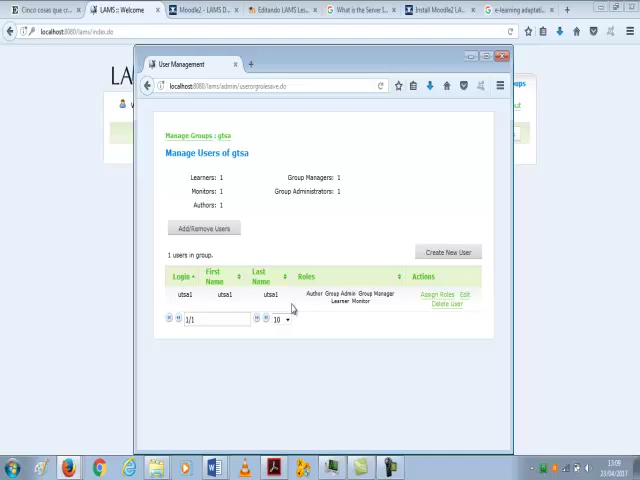 Cinco cosas que c
LAMS :: Welcome
Moodle2 - LAMS D
Editando LAMS Les
What is the Server I
Install Moodle2 LAM
e-learning adaptati
localhost:8080/lams/index.do
User Management
localhost:8080/lams/admin/userorgrolesave.do
LA
Manage Groups : gtsa
Manage Users of gtsa
Learners: 1
Group Managers: 1
Monitors: 1
Group Administrators: 1
Authors: 1
Add/Remove Users
1 users in group.
Create New User
Login
First Name
Last Name
Roles
Actions
utsa1
utsa1
utsa1
Author Group Admin Group Manager
Learner Monitor
Assign Roles
Edit
Delete User
1/1
10
13:09
23/04/2017